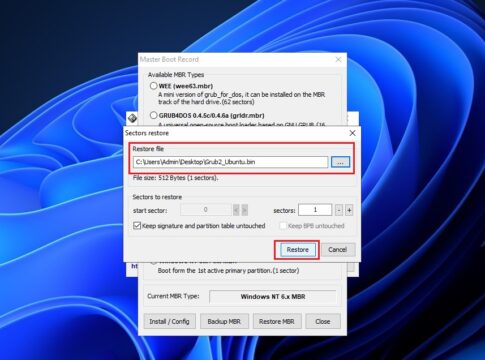 Master Boot Record
Available MBR Types
WEE (wee63.mbr)
A mini version of grub_for_dos, it can be installed on the MBR
track of the hard drive.(62 sectors)
GRUB4DOS 0.4.5c/0.4.6a (grldr.mbr)
A universal open-source boot loader based on GNU GRUB (16
Sectors restore
Restore file
C:\Users\Admin\Desktop\Grub2_Ubuntu.bin
...
File size: 512 Bytes (1 sectors).
Sectors to restore
start sector:
0
< >
sectors:
1
- +
Keep signature and partition table untouched
Keep BPB untouched
Restore
Cancel
ht
Boot form the 1st active primary partition.(1 sector)
Current MBR Type:
Windows NT 6.x MBR
Install / Config
Backup MBR
Restore MBR
Close